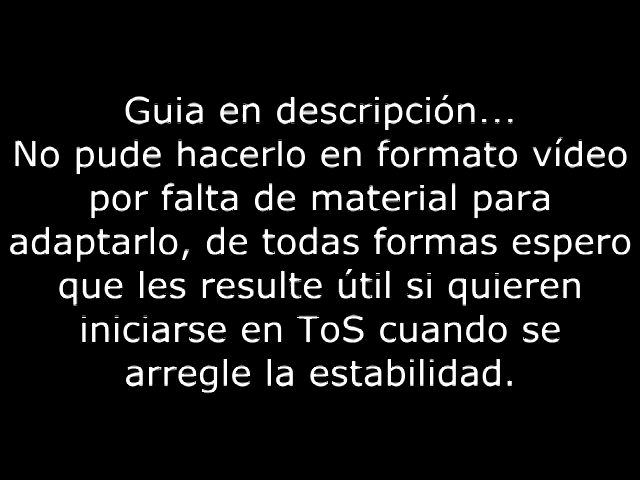 Guia en descripción...
No pude hacerlo en formato vídeo
por falta de material para
adaptarlo, de todas formas espero
que les resulte útil si quieren
iniciarse en ToS cuando se
arregle la estabilidad.